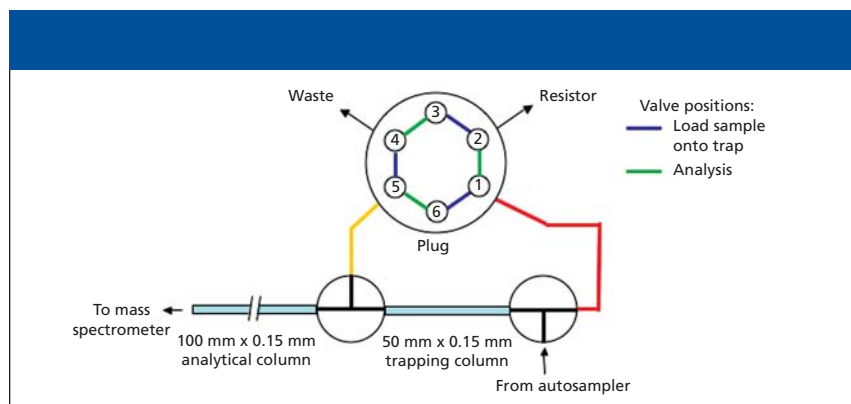 Waste
Resistor
Valve positions:
Load sample
onto trap
Analysis
3
4
2
5
1
6
Plug
To mass
spectrometer
100 mm x 0.15 mm
analytical column
50 mm x 0.15 mm
trapping column
From autosampler